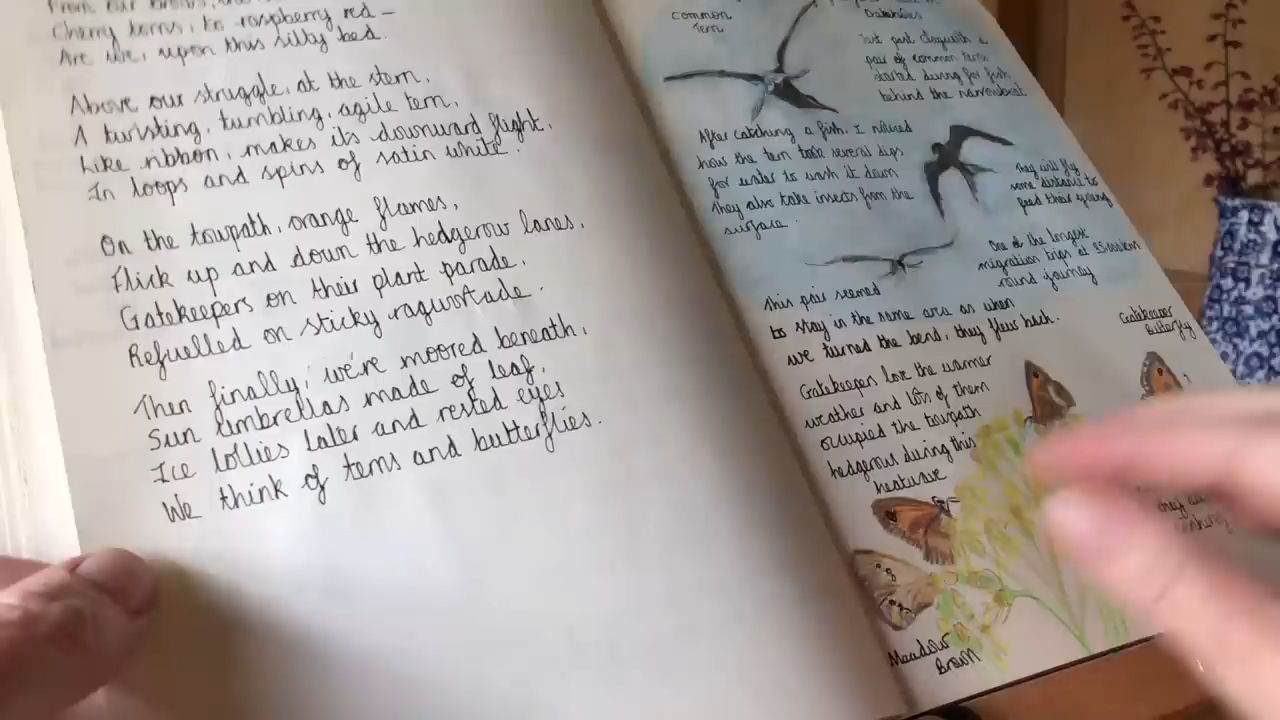 Cherry terns, to raspberry red -
Are we, upon this silly bed.
Above our struggle, at the stern,
A twisting, tumbling, agile tern,
Like ribbon, makes its downward flight,
In loops and spins of satin white.
On the towpath, orange flames,
Flick up and down the hedgerow lanes,
Gatekeepers on their plant parade,
Refuelled on sticky ragwortade.
Then finally, we're moored beneath,
Sun umbrellas made of leaf,
Ice lollies later and rested eyes
We think of terns and butterflies.
Common
Tern
pair of common terns
started diving for fish
behind the narrowboat
After catching a fish, I noticed
how the tern took several dips
for water to wash it down
They also take insects from the
surface.
They will fly
some distance to
feed their young
One of the longest
migration trips at 35,000km
round journey
This pair seemed
to stay in the same area as when
we turned the bend, they flew back.
Gatekeeper
Butterfly
Gatekeepers love the warmer
weather and lots of them
occupied the towpath
hedgerows during this
heatwave
Meadow
Brown